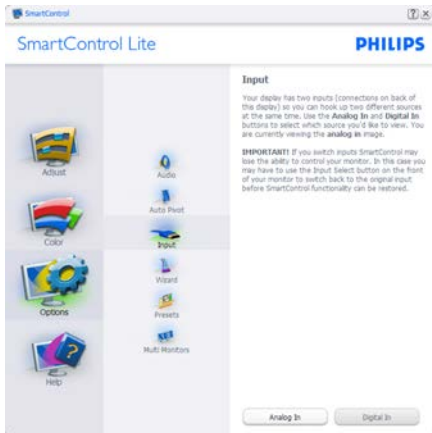 SmartControl
SmartControl Lite
PHILIPS
Adjust
Color
Options
Help
Audio
Auto Pivot
Input
Wizard
Presets
Multi Monitors
Input
Your display has two inputs (connections on back of
the display) so you can hook up two different sources
at the same time. Use the Analog In and Digital In
buttons to select which source you'd like to view. You
are currently viewing the analog in image.
IMPORTANT! If you switch inputs SmartControl may
lose the ability to control your monitor. In this case you
may have to use the Input Select button on the front
of your monitor to switch back to the original input
before SmartControl functionality can be restored.
Analog In
Digital In